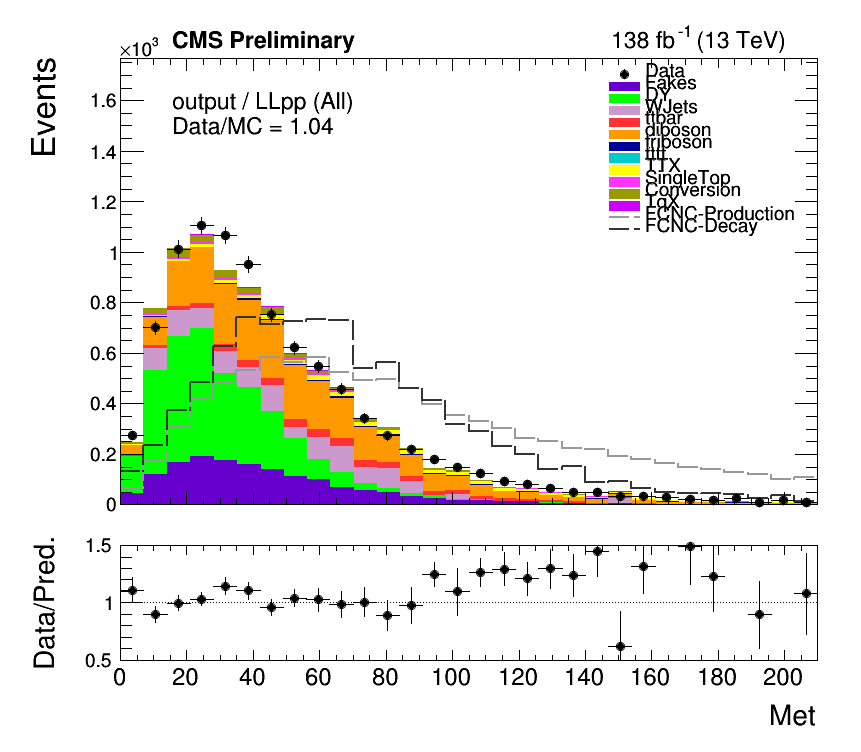 ×10³ CMS Preliminary 138 fb⁻¹ (13 TeV)
Events
output / LLpp (All)
Data/MC = 1.04
Data
Fakes
DY
WJets
ttbar
diboson
triboson
tttt
TTX
SingleTop
Conversion
TqX
FCNC-Production
FCNC-Decay
1.6
1.4
1.2
1
0.8
0.6
0.4
0.2
0
Data/Pred.
1.5
1
0.5
0 20 40 60 80 100 120 140 160 180 200
Met